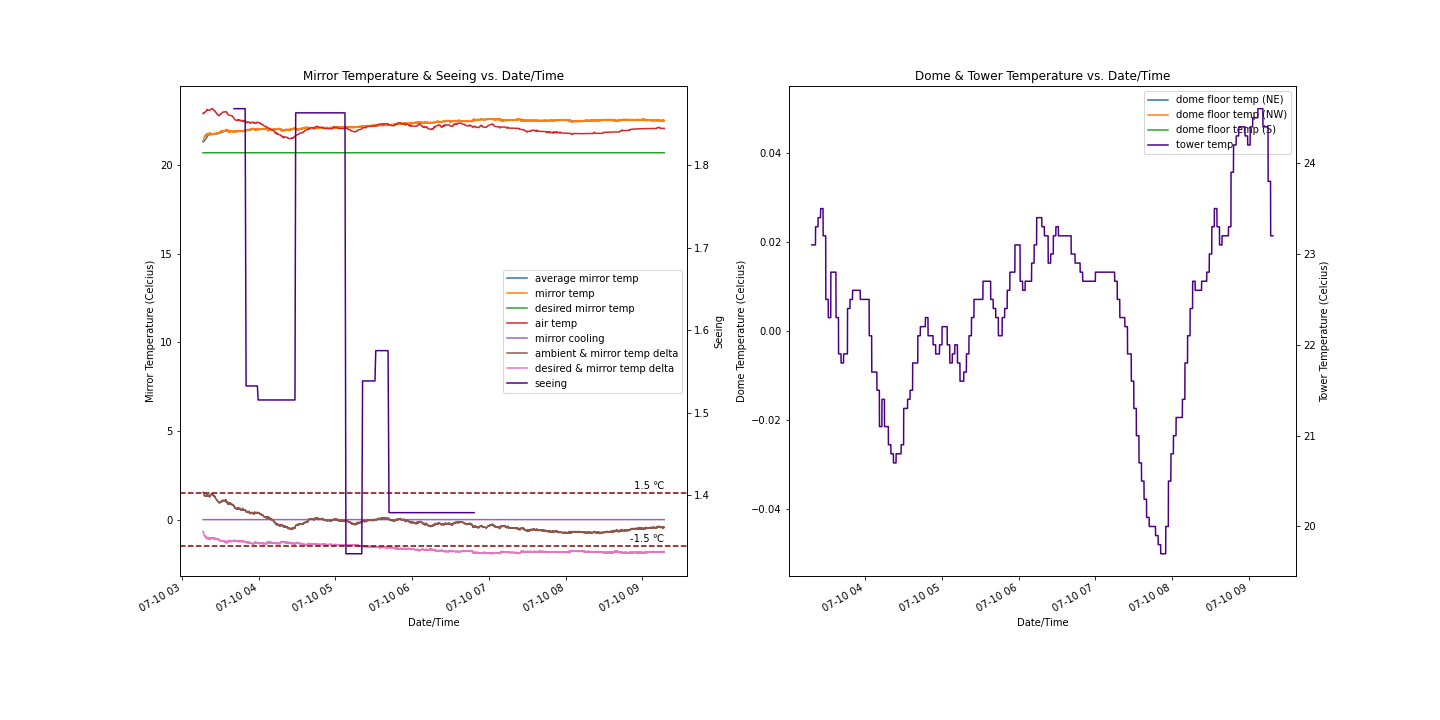 Mirror Temperature & Seeing vs. Date/Time
Mirror Temperature (Celcius)
20
15
10
5
0
1.8
1.7
1.6
1.5
1.4
Seeing
average mirror temp
mirror temp
desired mirror temp
air temp
mirror cooling
ambient & mirror temp delta
desired & mirror temp delta
seeing
1.5 °C
-1.5 °C
07-10 03
07-10 04
07-10 05
07-10 06
07-10 07
07-10 08
07-10 09
Date/Time
Dome & Tower Temperature vs. Date/Time
Dome Temperature (Celcius)
0.04
0.02
0.00
−0.02
−0.04
dome floor temp (NE)
dome floor temp (NW)
dome floor temp (S)
tower temp
24
23
22
21
20
Tower Temperature (Celcius)
07-10 04
07-10 05
07-10 06
07-10 07
07-10 08
07-10 09
Date/Time